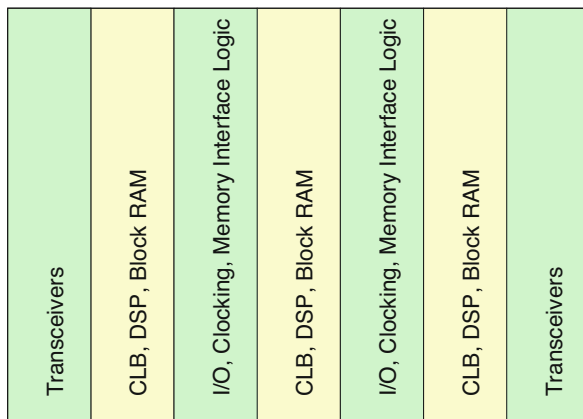 Transceivers
CLB, DSP, Block RAM
I/O, Clocking, Memory Interface Logic
CLB, DSP, Block RAM
I/O, Clocking, Memory Interface Logic
CLB, DSP, Block RAM
Transceivers